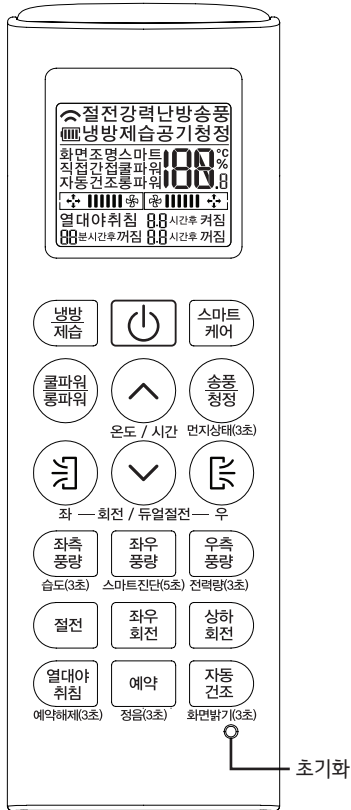 절전강력난방송풍
냉방제습공기청정
화면조명스마트
직접간접쿨파워
자동건조롱파워
188.8 °C %
열대야취침 8.8시간후 켜짐
88분시간후꺼짐 8.8시간후 꺼짐
냉방 제습
스마트 케어
쿨파워 롱파워
송풍 청정
온도 / 시간
먼지상태(3초)
좌 — 회전 / 듀얼절전 — 우
좌측 풍량
좌우 풍량
우측 풍량
습도(3초)
스마트진단(5초)
전력량(3초)
절전
좌우 회전
상하 회전
열대야 취침
예약
자동 건조
예약해제(3초)
정음(3초)
화면밝기(3초)
초기화